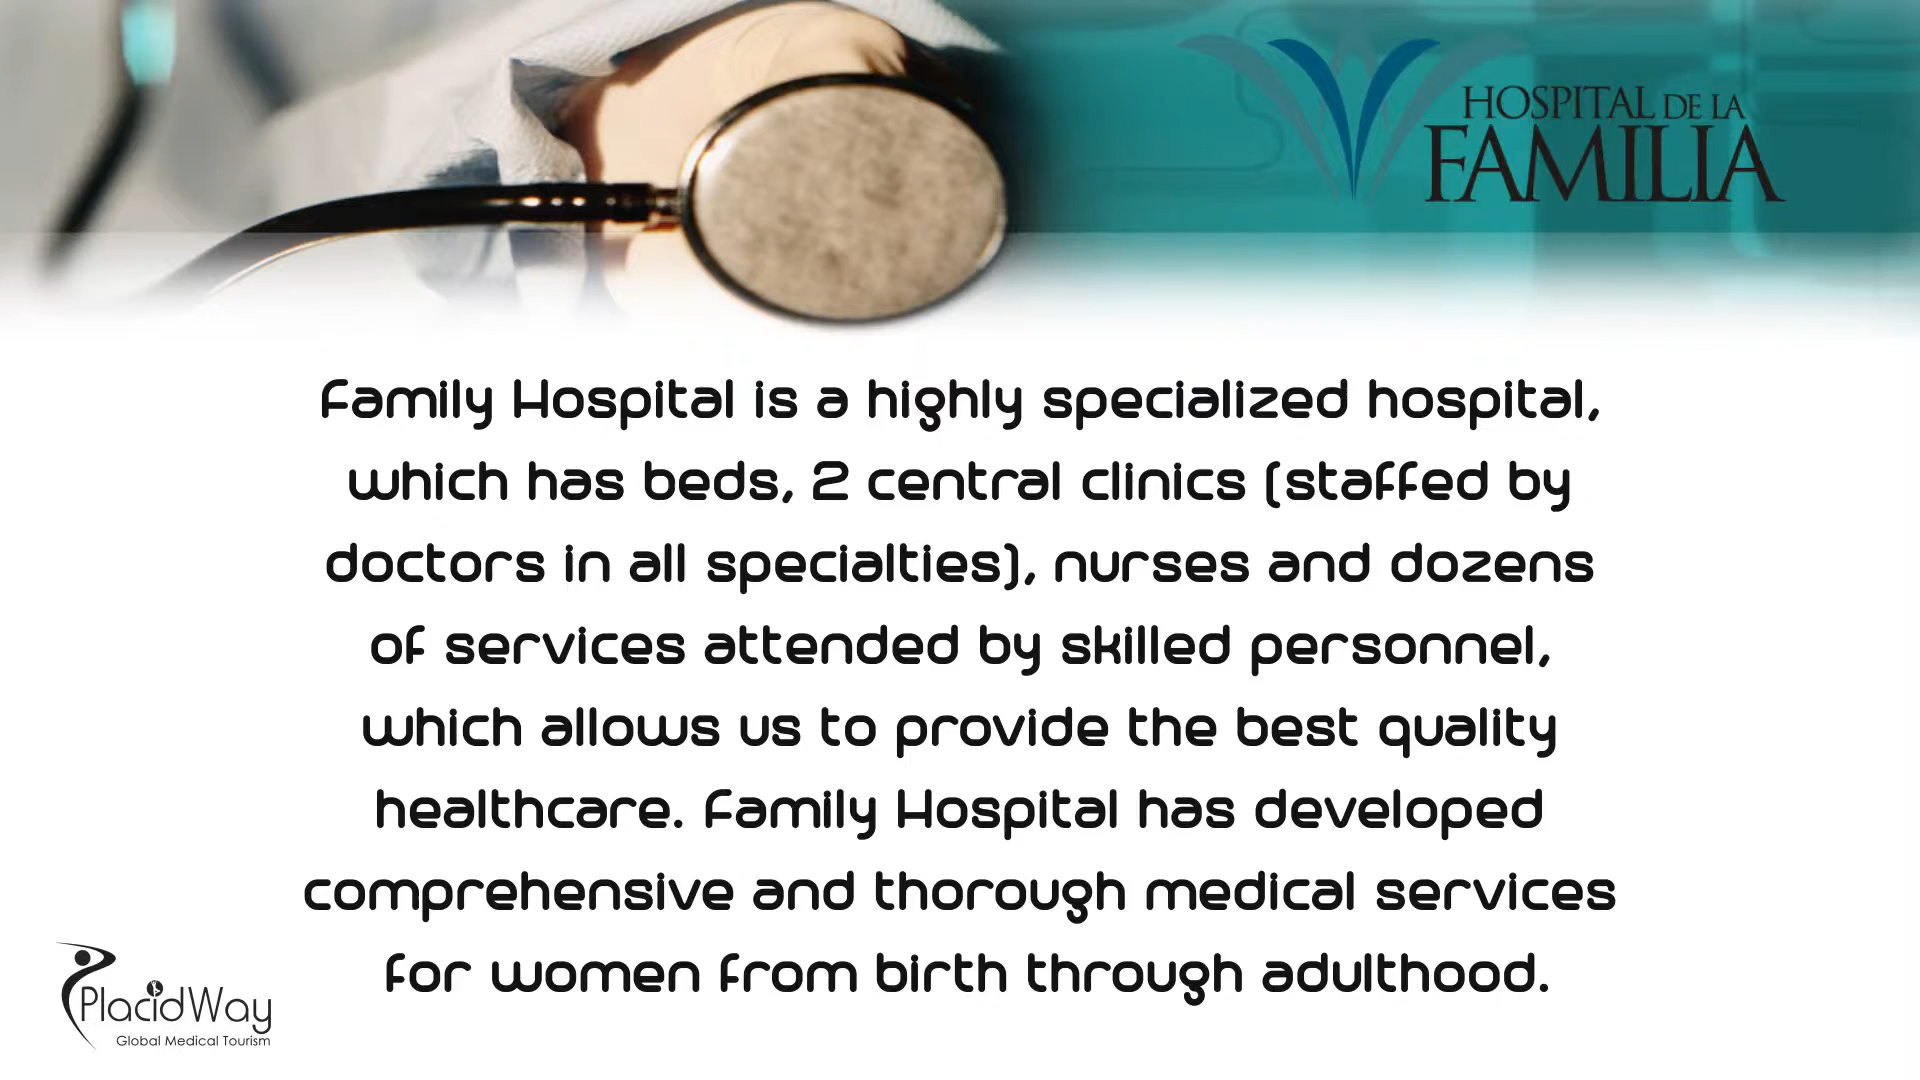 HOSPITAL DE LA
FAMILIA
Family Hospital is a highly specialized hospital,
which has beds, 2 central clinics (staffed by
doctors in all specialties), nurses and dozens
of services attended by skilled personnel,
which allows us to provide the best quality
healthcare. Family Hospital has developed
comprehensive and thorough medical services
for women from birth through adulthood.
PlacidWay
Global Medical Tourism